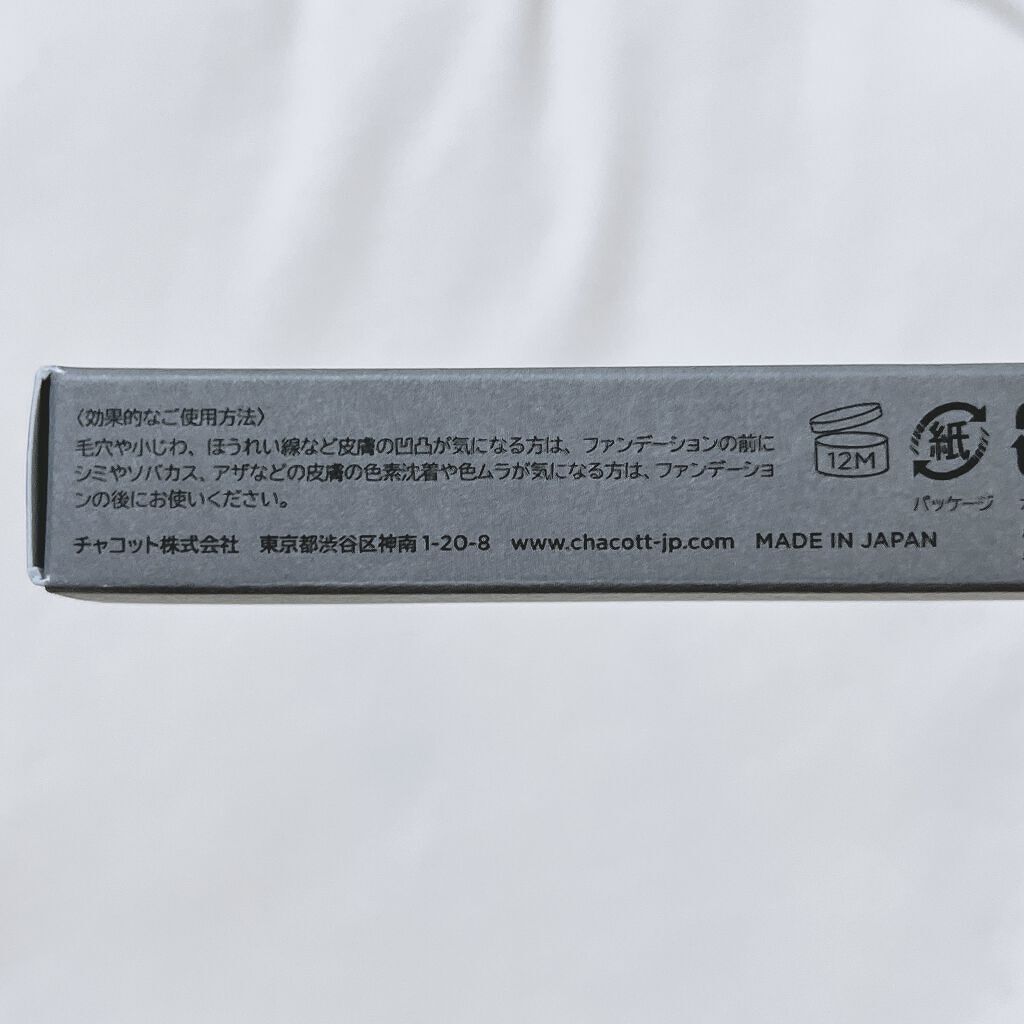 〈効果的なご使用方法〉
毛穴や小じわ、ほうれい線など皮膚の凹凸が気になる方は、ファンデーションの前に
シミやソバカス、アザなどの皮膚の色素沈着や色ムラが気になる方は、ファンデーショ
ンの後にお使いください。
チャコット株式会社 東京都渋谷区神南1-20-8 www.chacott-jp.com MADE IN JAPAN
12M
紙
パッケージ